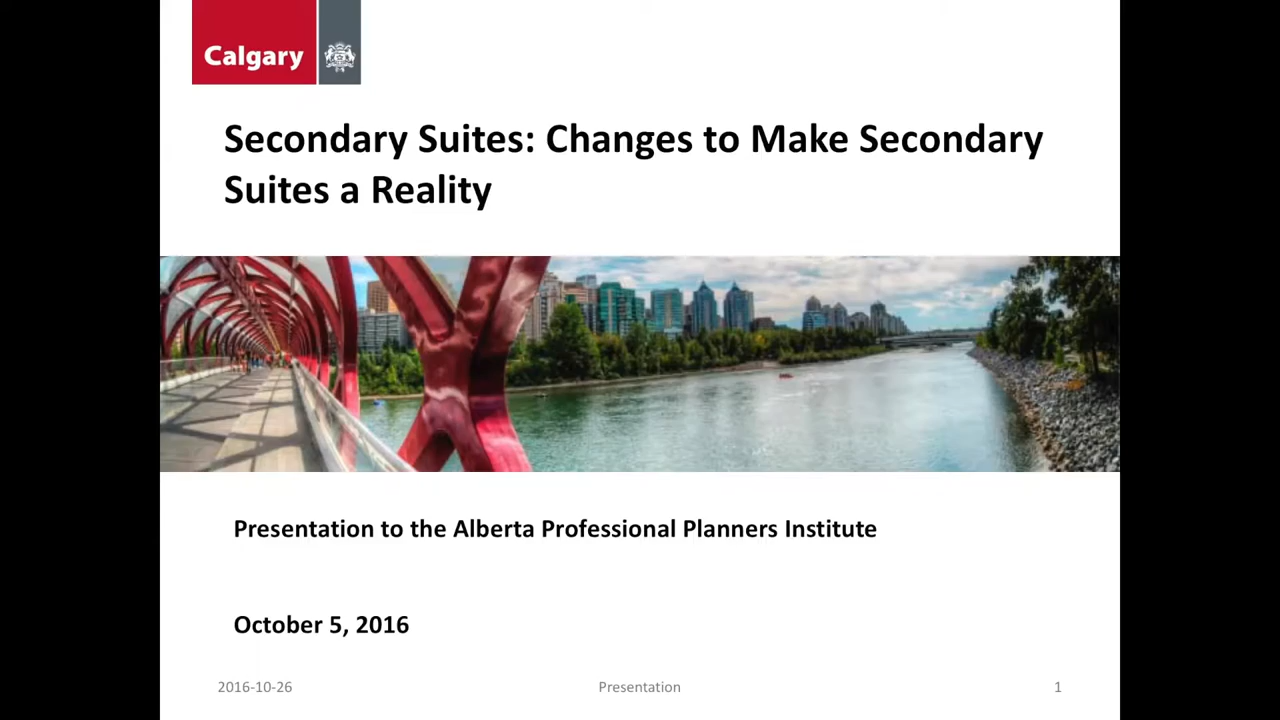 Calgary
Secondary Suites: Changes to Make Secondary
Suites a Reality
Presentation to the Alberta Professional Planners Institute
October 5, 2016
2016-10-26
Presentation
1